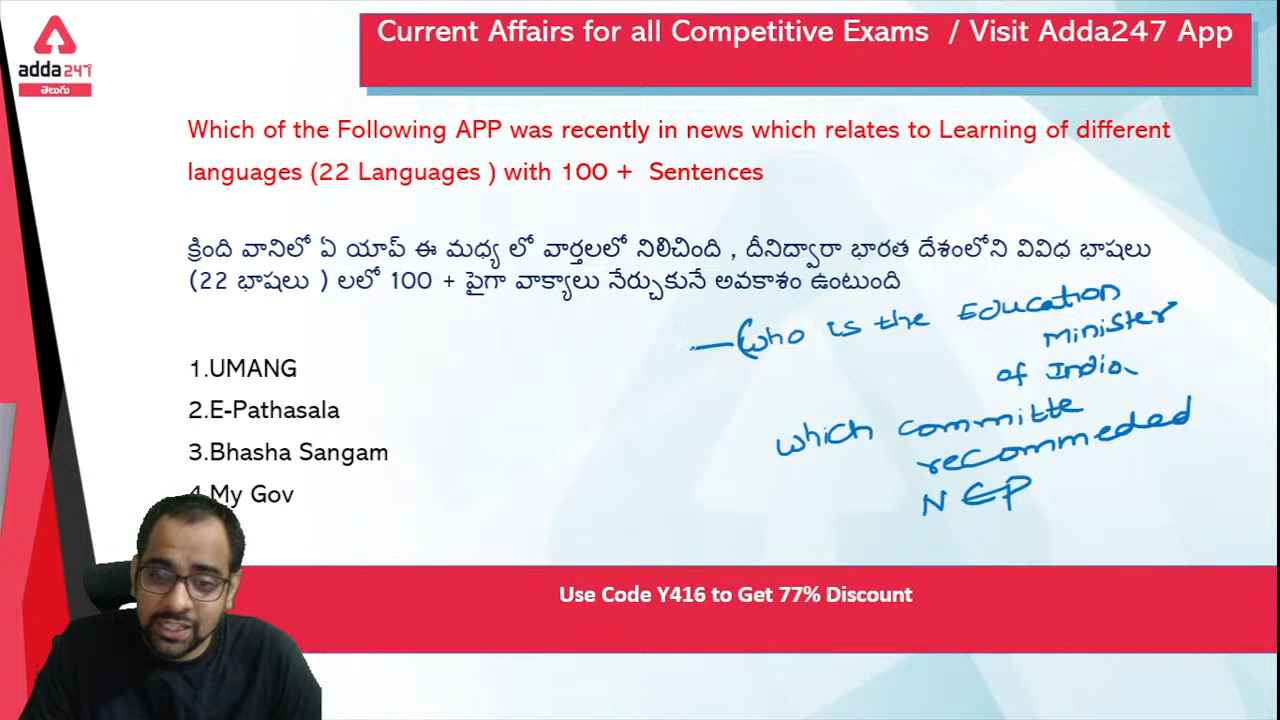 Current Affairs for all Competitive Exams / Visit Adda247 App
adda247
తెలుగు
Which of the Following APP was recently in news which relates to Learning of different
languages (22 Languages ) with 100 + Sentences
క్రింది వానిలో ఏ యాప్ ఈ మధ్య లో వార్తలలో నిలిచింది , దీనిద్వారా భారత దేశంలోని వివిధ భాషలు
(22 భాషలు ) లలో 100 + పైగా వాక్యాలు నేర్చుకునే అవకాశం ఉంటుంది
Who is the Education
minister
of India
1.UMANG
2.E-Pathasala
3.Bhasha Sangam
4.My Gov
which committe
recommeded
NEP
Use Code Y416 to Get 77% Discount